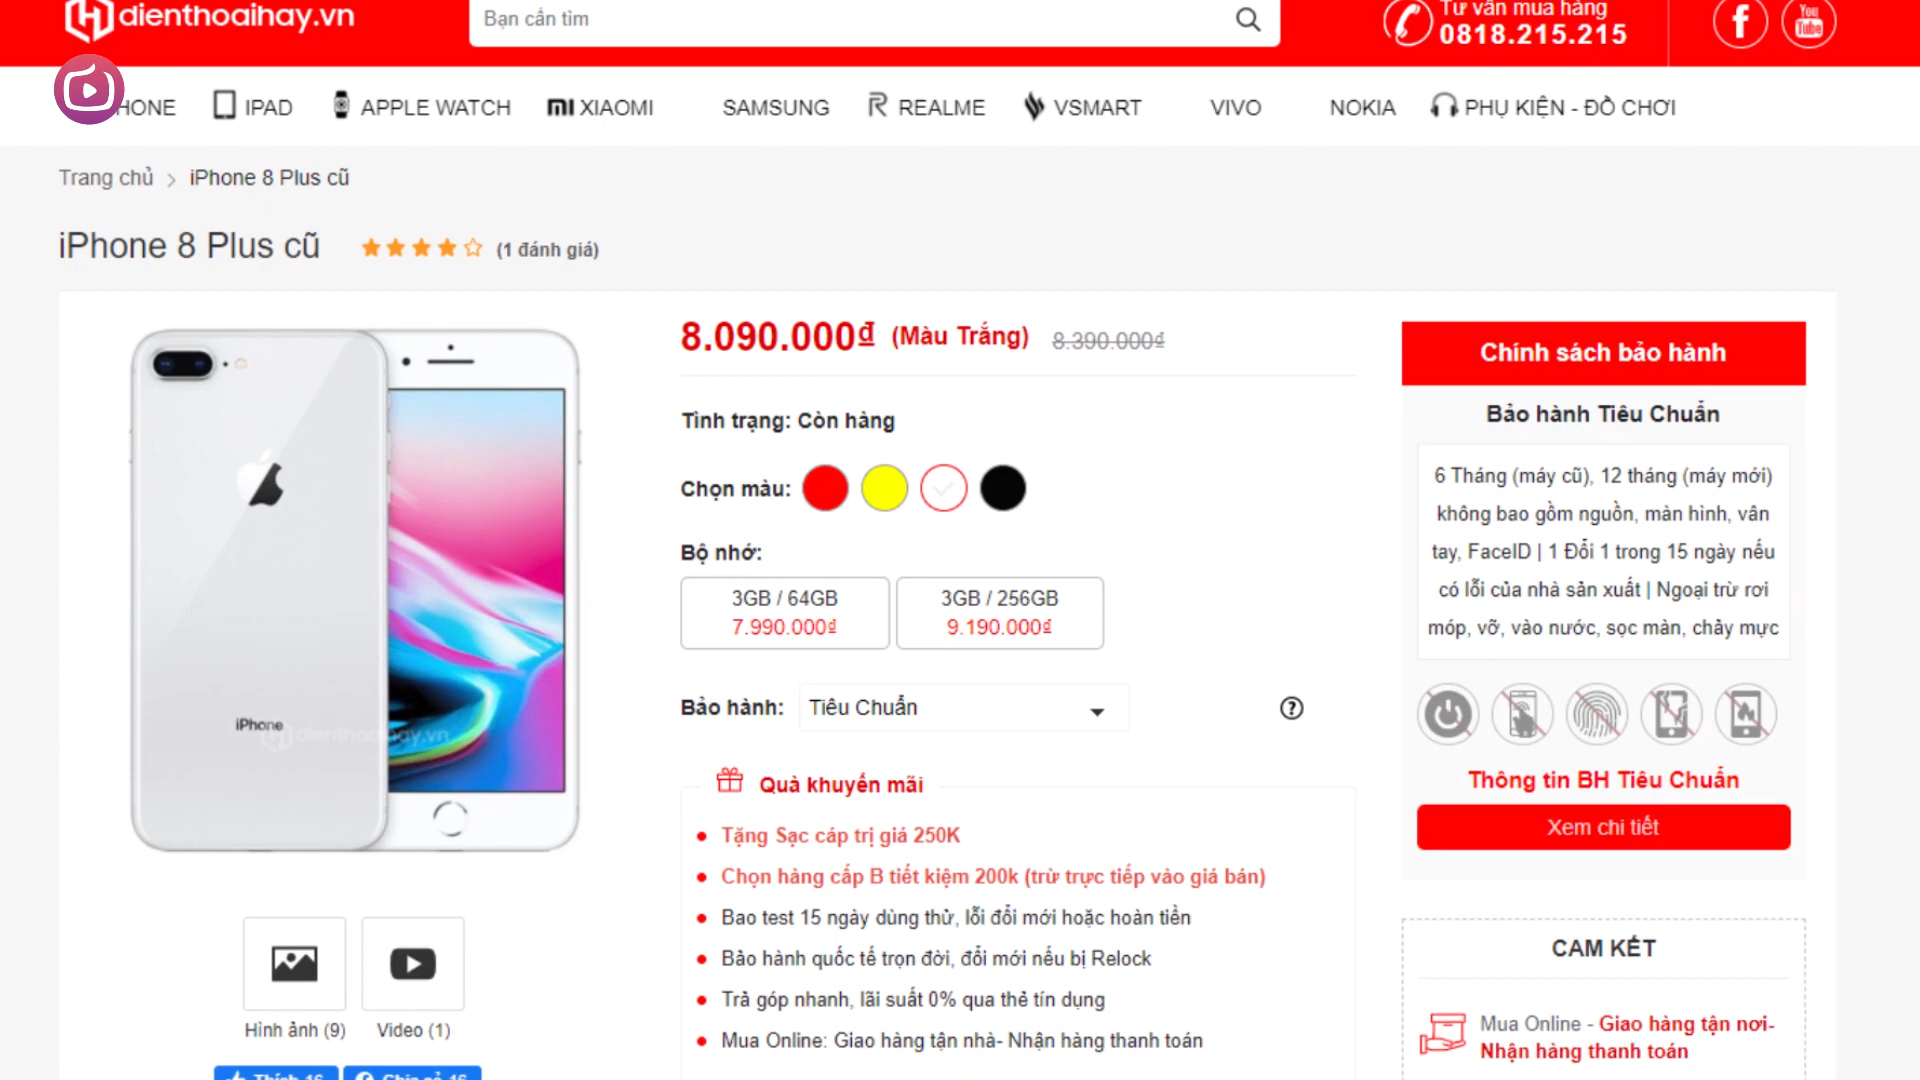 dienthoaihay.vn
Bạn cần tìm
Tư vấn mua hàng
0818.215.215
You
Tube
HONE
IPAD
APPLE WATCH
XIAOMI
SAMSUNG
REALME
VSMART
VIVO
NOKIA
PHỤ KIỆN - ĐỒ CHƠI
Trang chủ > iPhone 8 Plus cũ
iPhone 8 Plus cũ
(1 đánh giá)
8.090.000₫ (Màu Trắng) 8.390.000₫
Tình trạng: Còn hàng
Chọn màu:
Bộ nhớ:
3GB / 64GB
7.990.000₫
3GB / 256GB
9.190.000₫
Bảo hành: Tiêu Chuẩn
?
Quà khuyến mãi
Tặng Sạc cáp trị giá 250K
Chọn hàng cấp B tiết kiệm 200k (trừ trực tiếp vào giá bán)
Bao test 15 ngày dùng thử, lỗi đổi mới hoặc hoàn tiền
Bảo hành quốc tế trọn đời, đổi mới nếu bị Relock
Trả góp nhanh, lãi suất 0% qua thẻ tín dụng
Mua Online: Giao hàng tận nhà- Nhận hàng thanh toán
iPhone
dienthoaihay.vn
Hình ảnh (9)
Video (1)
Thích 16
Chia sẻ 16
Chính sách bảo hành
Bảo hành Tiêu Chuẩn
6 Tháng (máy cũ), 12 tháng (máy mới)
không bao gồm nguồn, màn hình, vân
tay, FaceID | 1 Đổi 1 trong 15 ngày nếu
có lỗi của nhà sản xuất | Ngoại trừ rơi
móp, vỡ, vào nước, sọc màn, chảy mực
Thông tin BH Tiêu Chuẩn
Xem chi tiết
CAM KẾT
Mua Online - Giao hàng tận nơi-
Nhận hàng thanh toán